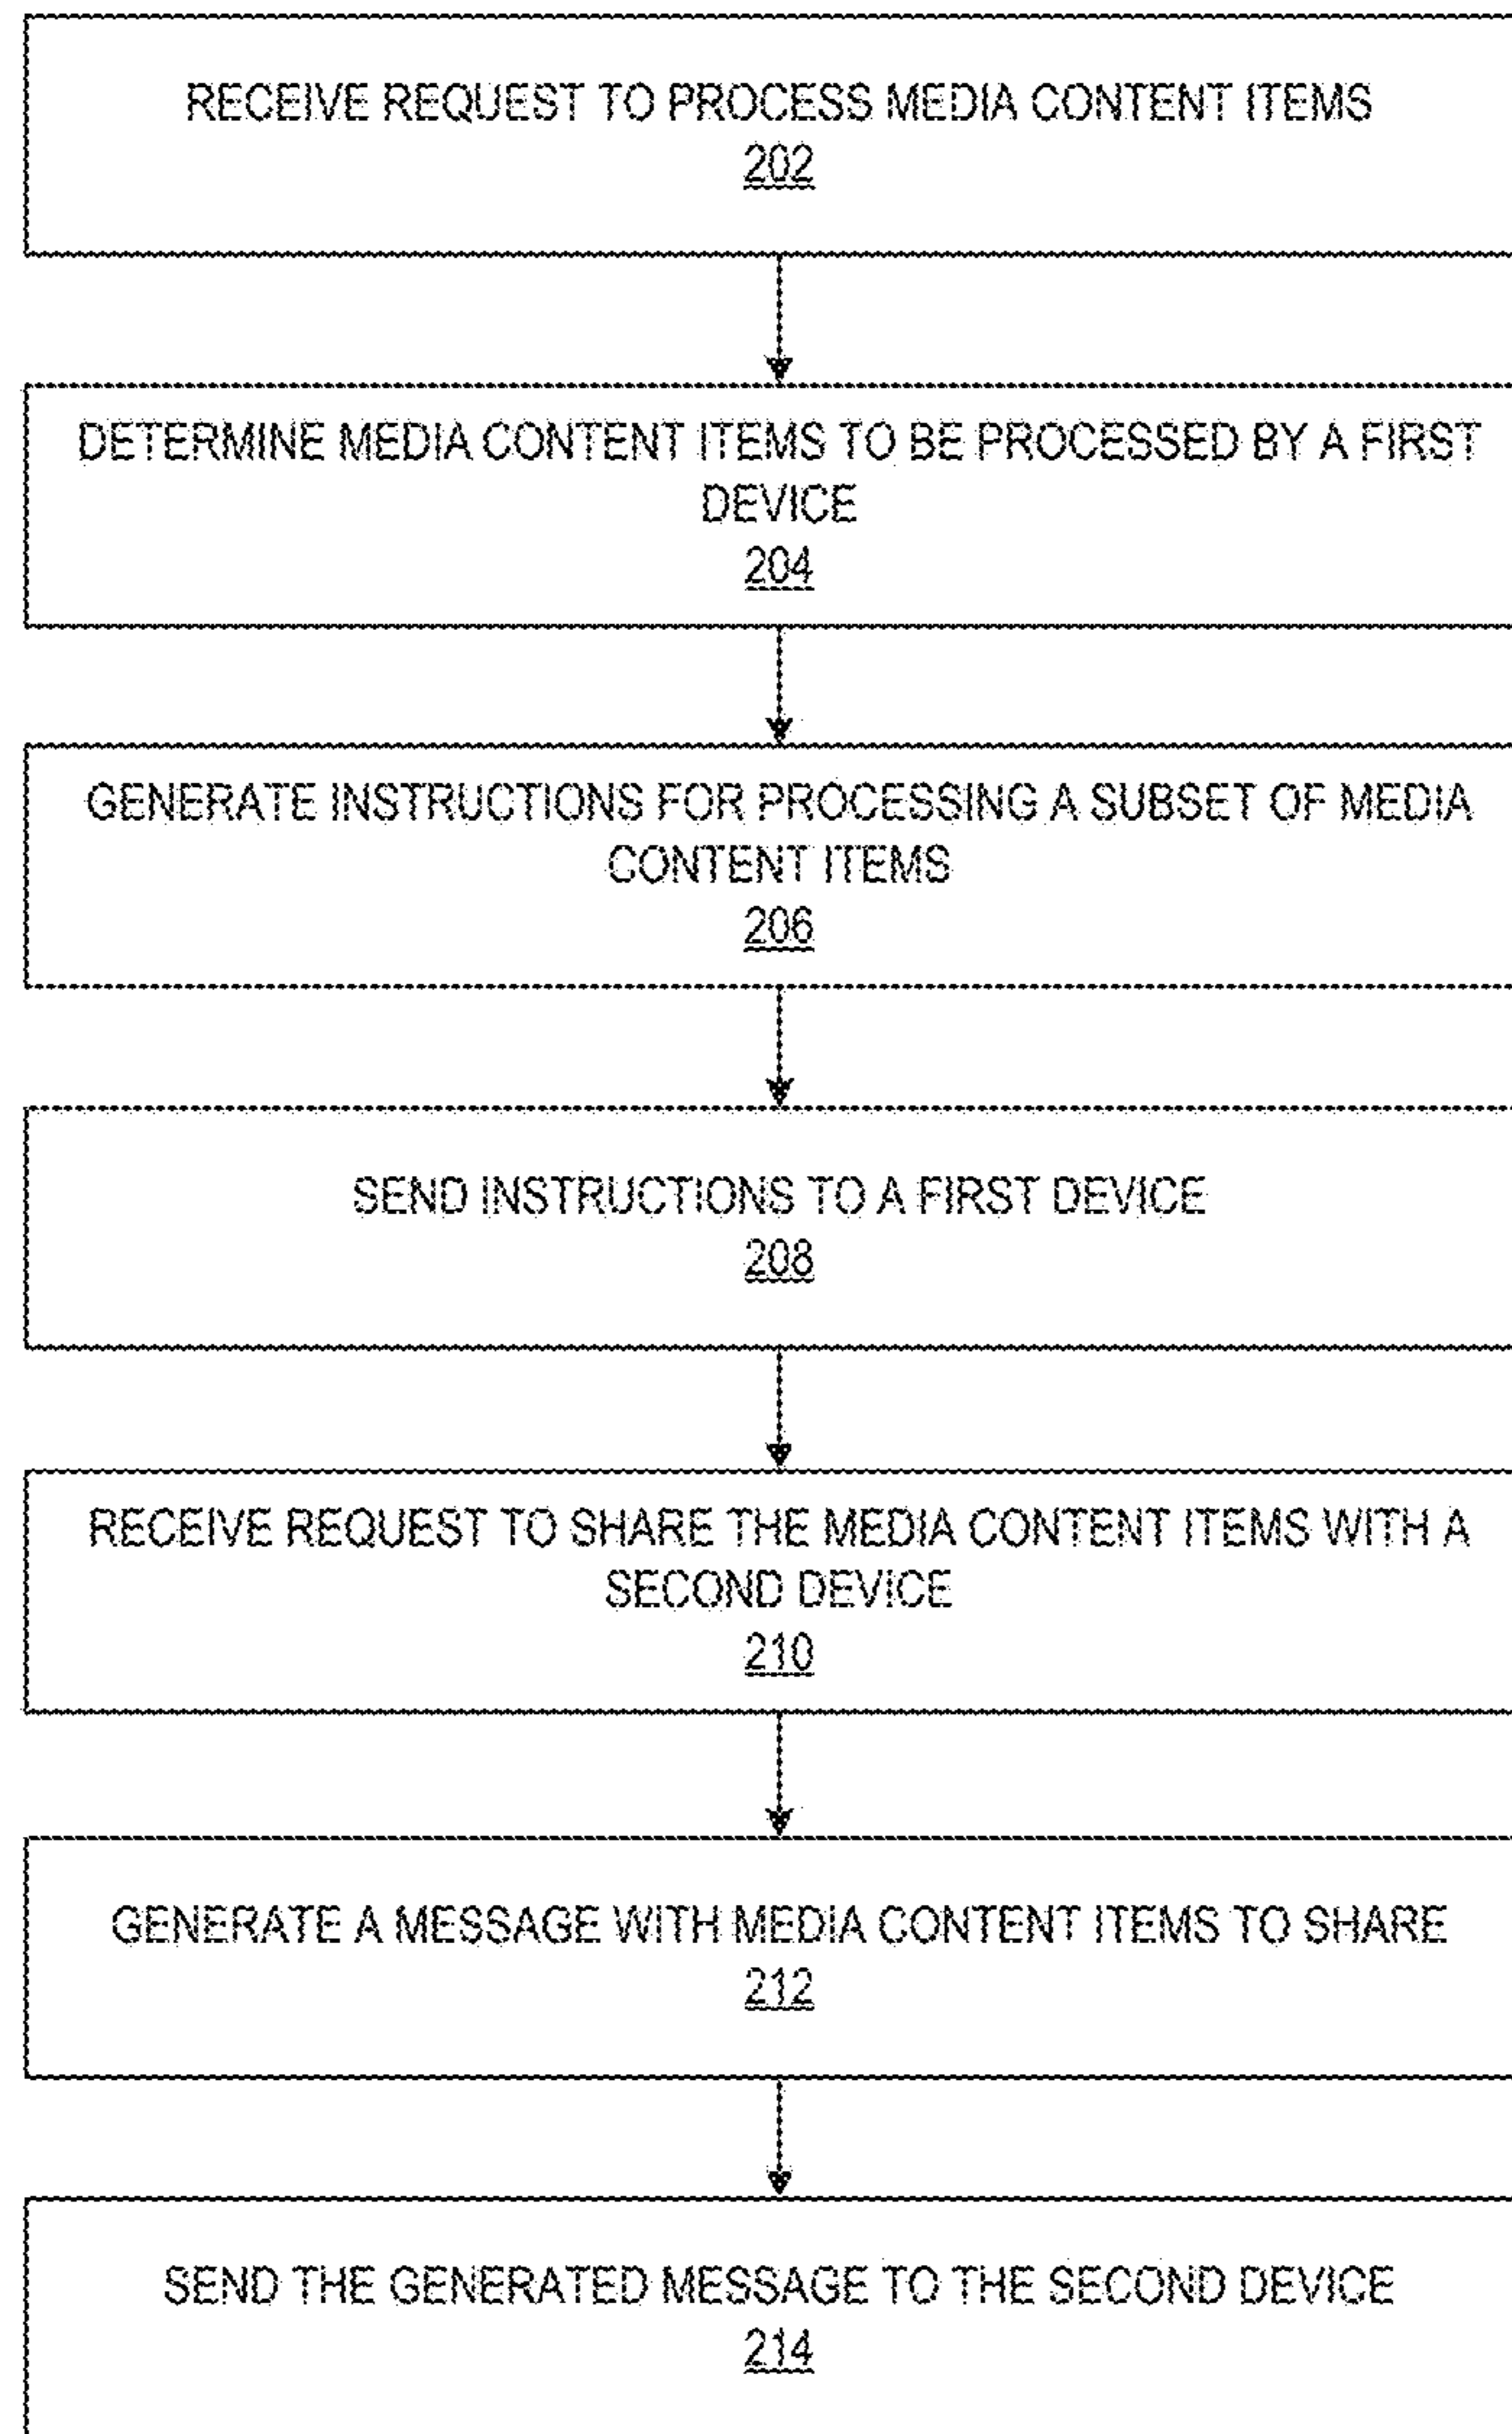 RECEIVE REQUEST TO PROCESS MEDIA CONTENT ITEMS
202
DETERMINE MEDIA CONTENT ITEMS TO BE PROCESSED BY A FIRST
DEVICE
204
GENERATE INSTRUCTIONS FOR PROCESSING A SUBSET OF MEDIA
CONTENT ITEMS
206
SEND INSTRUCTIONS TO A FIRST DEVICE
208
RECEIVE REQUEST TO SHARE THE MEDIA CONTENT ITEMS WITH A
SECOND DEVICE
210
GENERATE A MESSAGE WITH MEDIA CONTENT ITEMS TO SHARE
212
SEND THE GENERATED MESSAGE TO THE SECOND DEVICE
214